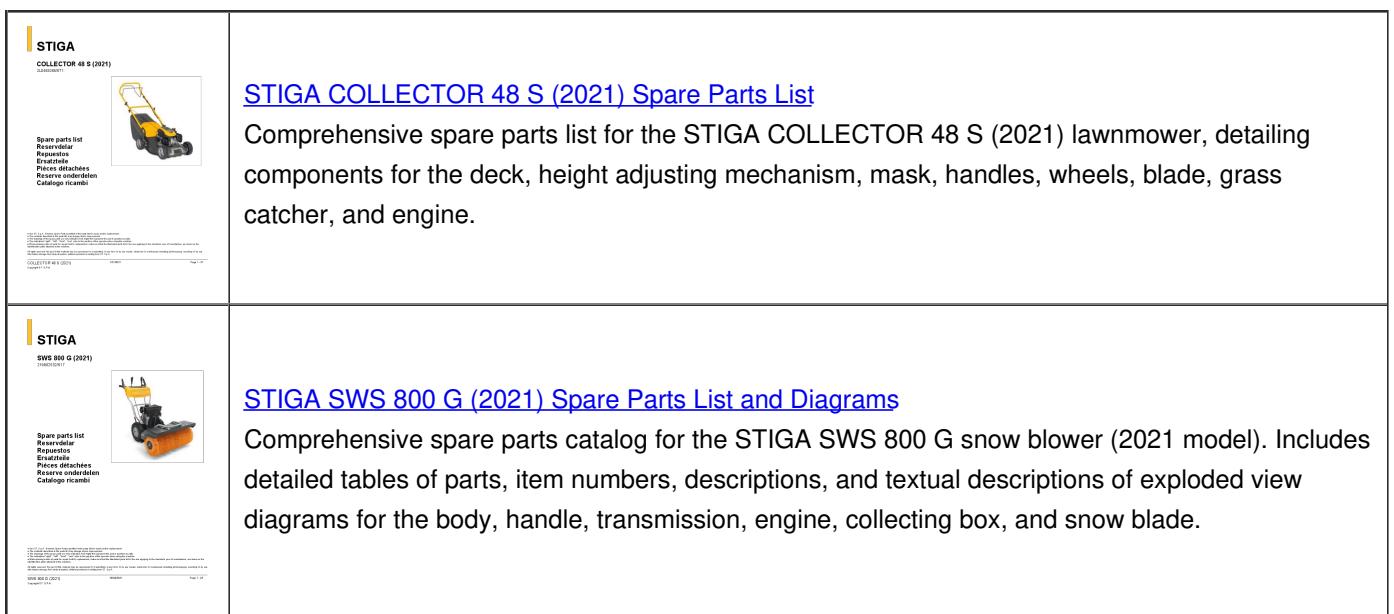 STIGA
COLLECTOR 48 S (2021)
Spare parts list
Reservdelar
Repuestos
Ersatzteile
Pièces détachées
Reserve onderdelen
Catalogo ricambi
COLLECTOR 48 S (2021)
STIGA COLLECTOR 48 S (2021) Spare Parts List
Comprehensive spare parts list for the STIGA COLLECTOR 48 S (2021) lawnmower, detailing
components for the deck, height adjusting mechanism, mask, handles, wheels, blade, grass
catcher, and engine.
STIGA
SWS 800 G (2021)
Spare parts list
Reservdelar
Repuestos
Ersatzteile
Pièces détachées
Reserve onderdelen
Catalogo ricambi
SWS 800 G (2021)
STIGA SWS 800 G (2021) Spare Parts List and Diagrams
Comprehensive spare parts catalog for the STIGA SWS 800 G snow blower (2021 model). Includes
detailed tables of parts, item numbers, descriptions, and textual descriptions of exploded view
diagrams for the body, handle, transmission, engine, collecting box, and snow blade.